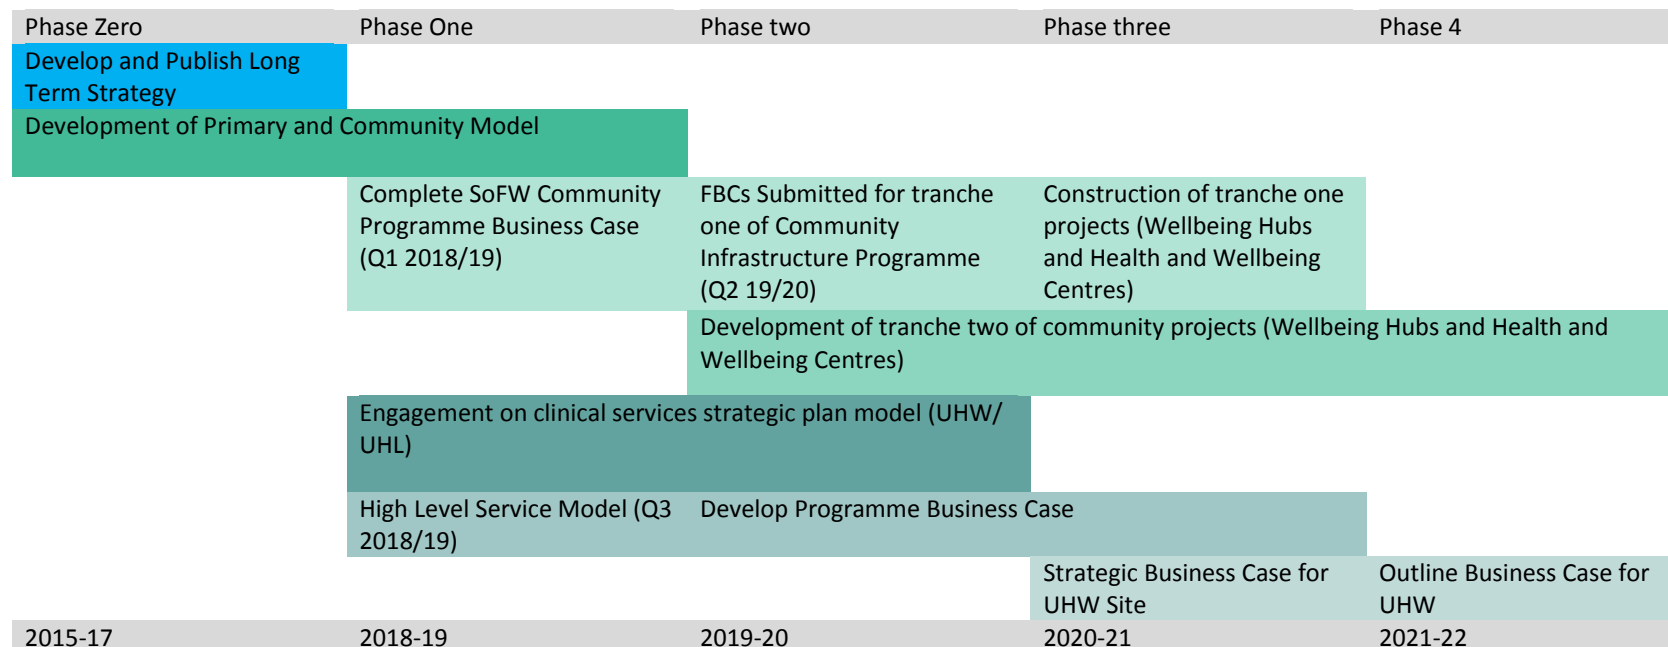 Phase Zero Phase One Phase two Phase three Phase 4
Develop and Publish Long
Term Strategy
Development of Primary and Community Model
Complete SoFW Community
Programme Business Case
(Q1 2018/19)
FBCs Submitted for tranche
one of Community
Infrastructure Programme
(Q2 19/20)
Construction of tranche one
projects (Wellbeing Hubs
and Health and Wellbeing
Centres)
Development of tranche two of community projects (Wellbeing Hubs and Health and
Wellbeing Centres)
Engagement on clinical services strategic plan model (UHW/
UHL)
High Level Service Model (Q3
2018/19)
Develop Programme Business Case
Strategic Business Case for
UHW Site
Outline Business Case for
UHW
2015-17 2018-19 2019-20 2020-21 2021-22